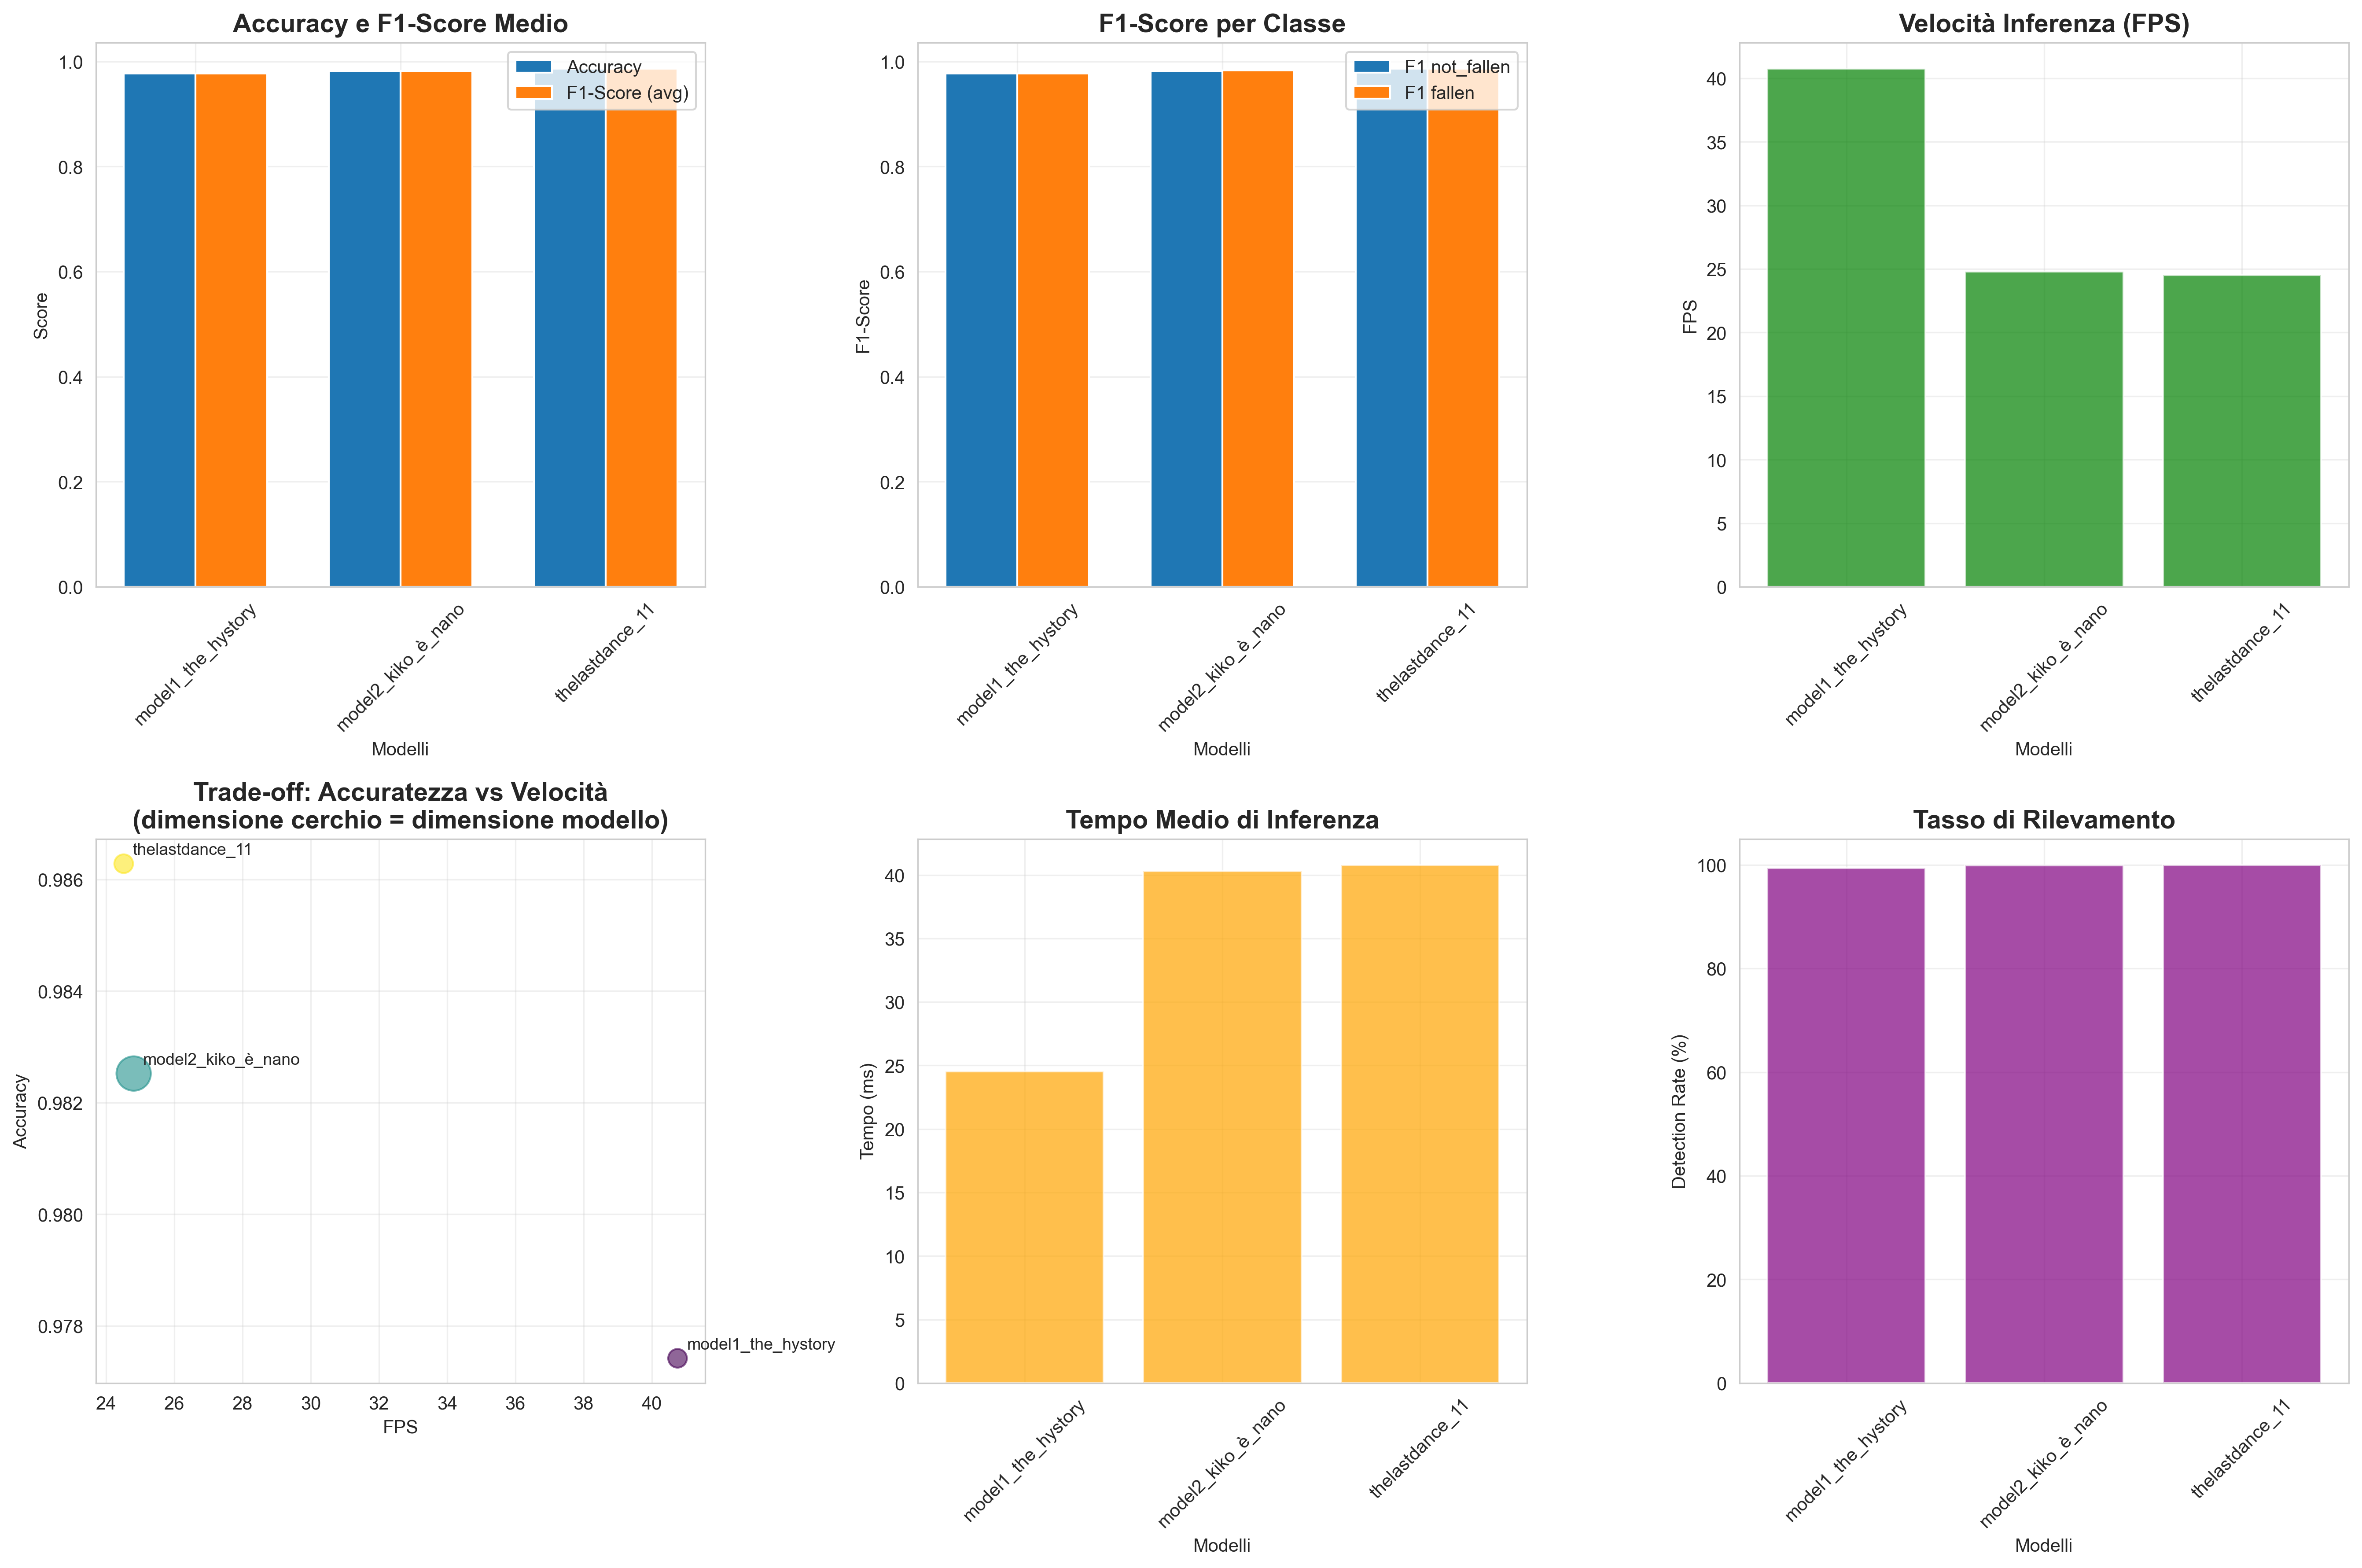 Accuracy e F1-Score Medio
1.0
0.8
0.6
0.4
0.2
0.0
Score
Accuracy
F1-Score (avg)
model1_the_hystory
model2_kiko_è_nano
thelastdance_11
Modelli
F1-Score per Classe
1.0
0.8
0.6
0.4
0.2
0.0
F1-Score
F1 not_fallen
F1 fallen
model1_the_hystory
model2_kiko_è_nano
thelastdance_11
Modelli
Velocità Inferenza (FPS)
40
35
30
25
20
15
10
5
0
FPS
model1_the_hystory
model2_kiko_è_nano
thelastdance_11
Modelli
Trade-off: Accuratezza vs Velocità
(dimensione cerchio = dimensione modello)
0.986
0.984
0.982
0.980
0.978
Accuracy
thelastdance_11
model2_kiko_è_nano
model1_the_hystory
24 26 28 30 32 34 36 38 40
FPS
Tempo Medio di Inferenza
40
35
30
25
20
15
10
5
0
Tempo (ms)
model1_the_hystory
model2_kiko_è_nano
thelastdance_11
Modelli
Tasso di Rilevamento
100
80
60
40
20
0
Detection Rate (%)
model1_the_hystory
model2_kiko_è_nano
thelastdance_11
Modelli